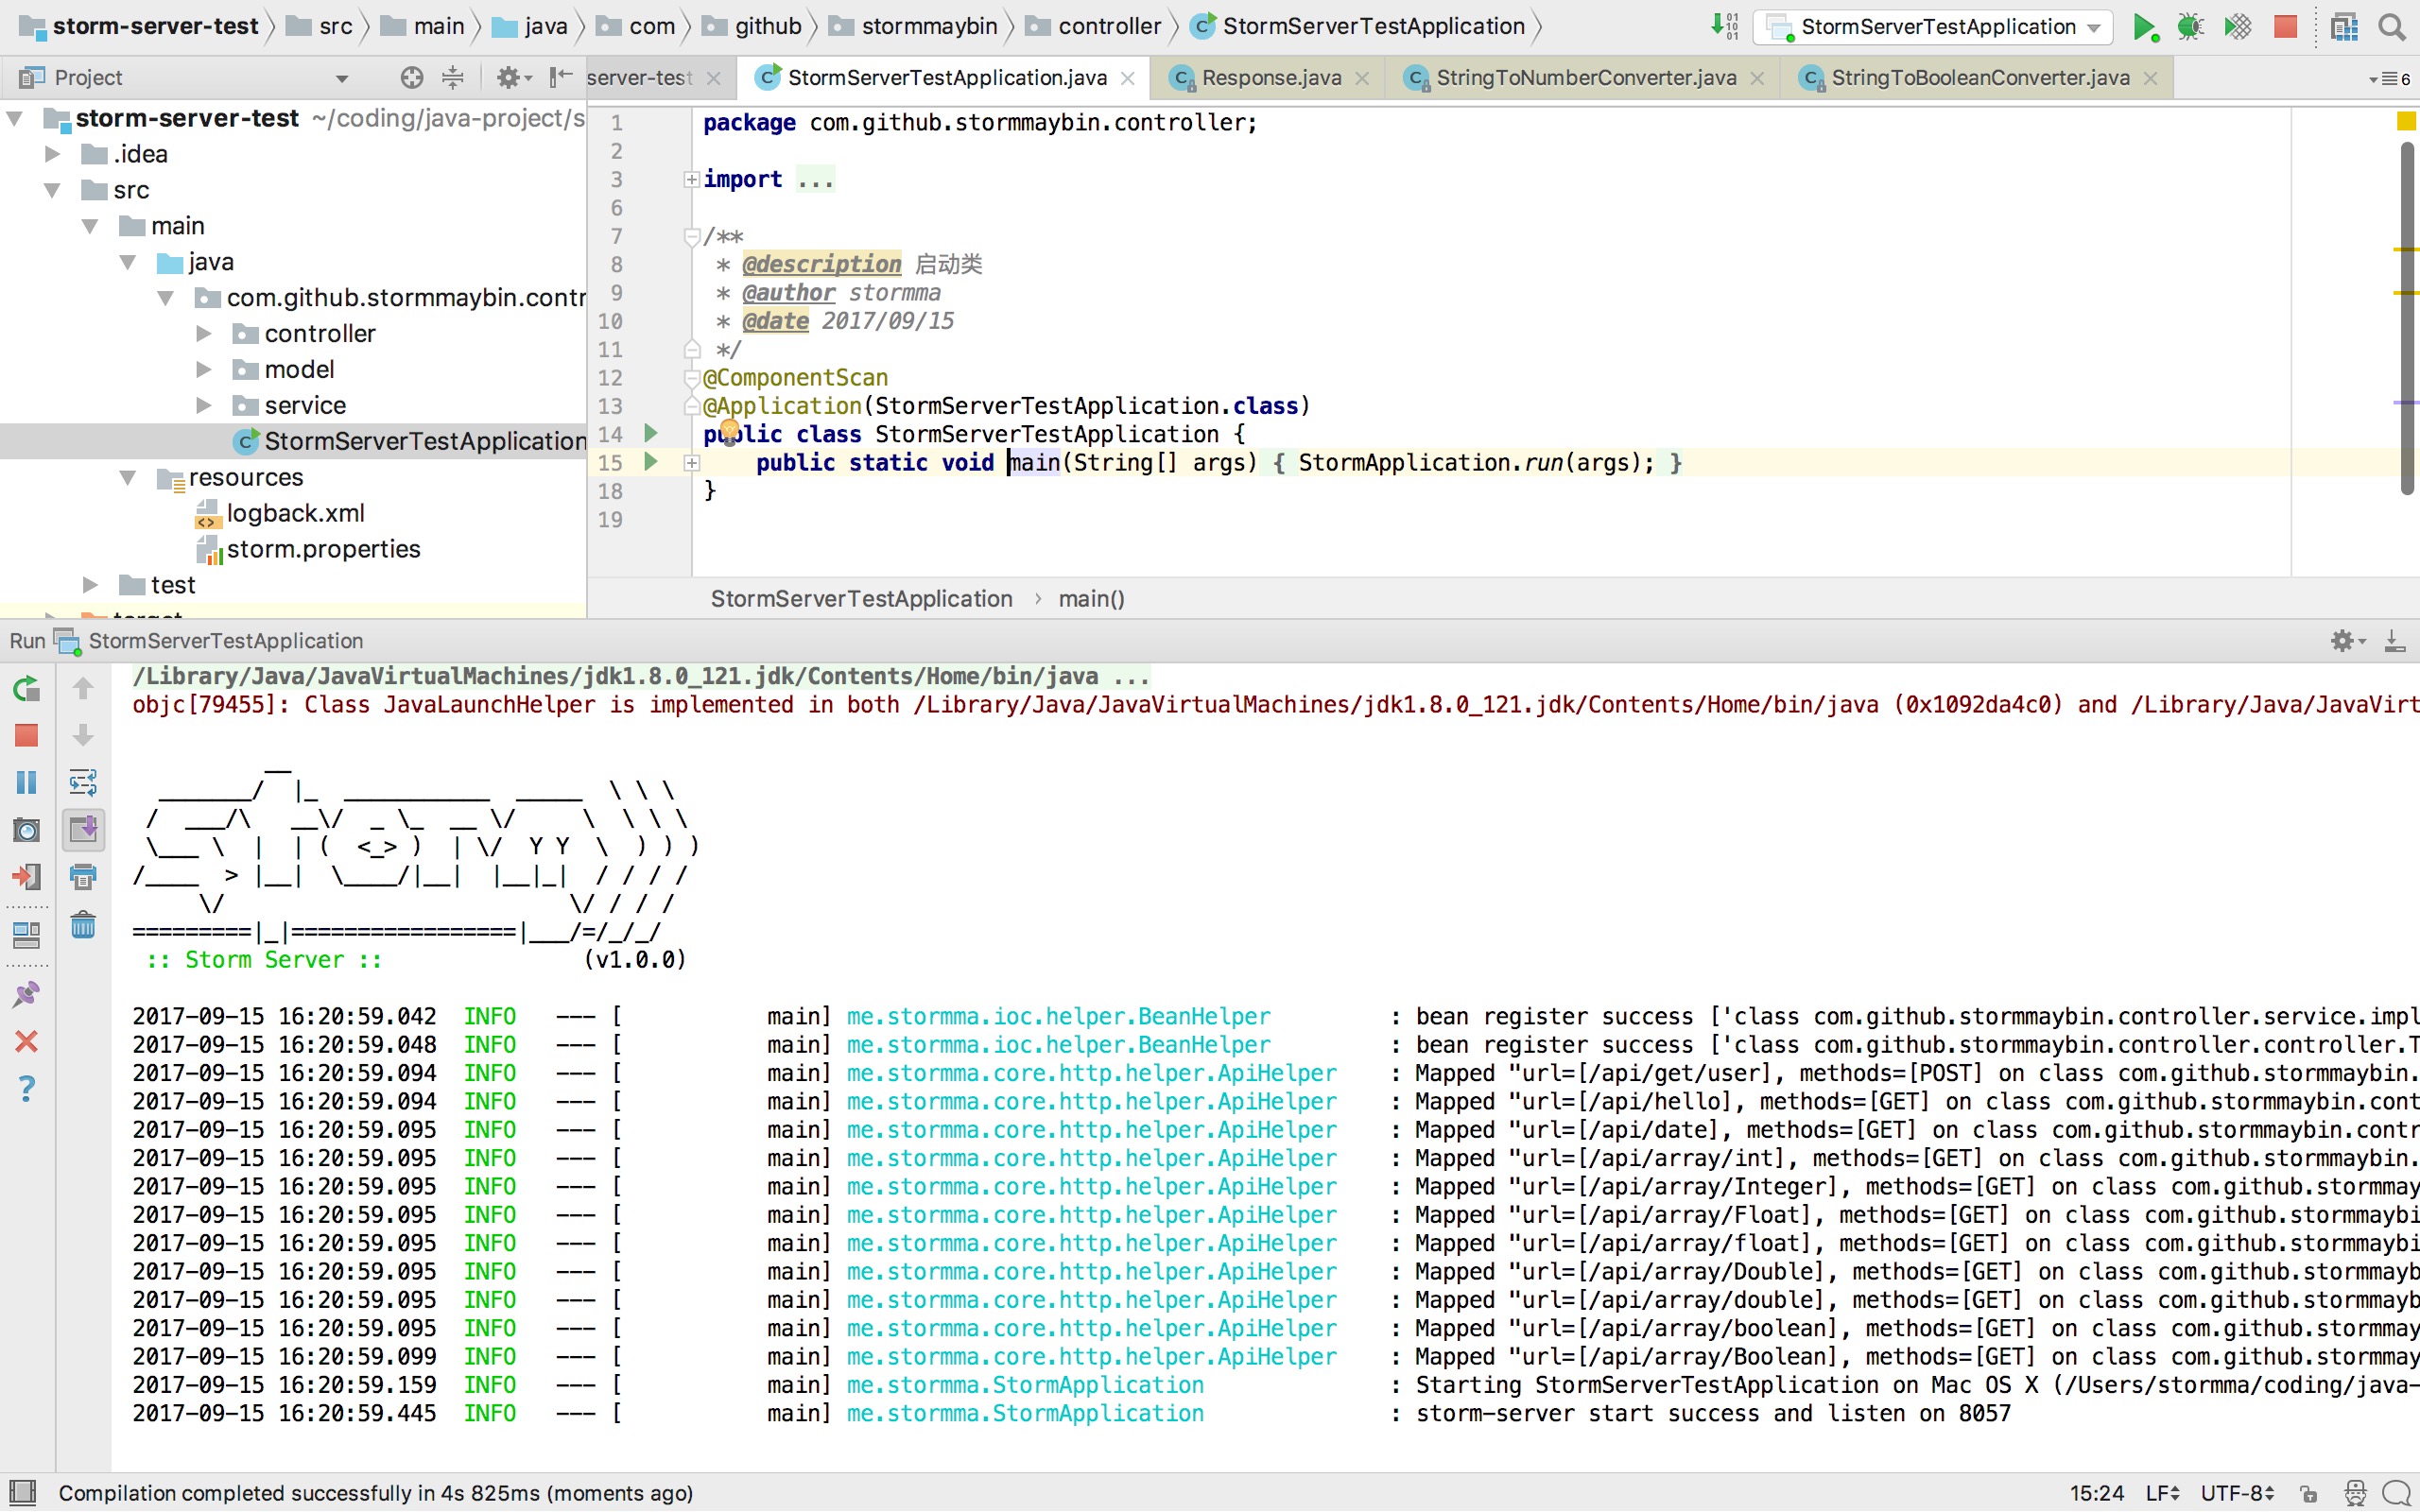 storm-server-test src main java com github stormmaybin controller StormServerTestApplication StormServerTestApplication
Project server-test StormServerTestApplication.java Response.java StringToNumberConverter.java StringToBooleanConverter.java 6
storm-server-test ~/coding/java-project/s
.idea
src
main
java
com.github.stormmaybin.contr
controller
model
service
StormServerTestApplication
resources
logback.xml
storm.properties
test
1 package com.github.stormmaybin.controller;
2
3 import ...
6
7 /**
8 * @description 启动类
9 * @author stormma
10 * @date 2017/09/15
11 */
12 @ComponentScan
13 @Application(StormServerTestApplication.class)
14 public class StormServerTestApplication {
15 public static void main(String[] args) { StormApplication.run(args); }
18 }
19
StormServerTestApplication › main()
Run StormServerTestApplication
/Library/Java/JavaVirtualMachines/jdk1.8.0_121.jdk/Contents/Home/bin/java ...
objc[79455]: Class JavaLaunchHelper is implemented in both /Library/Java/JavaVirtualMachines/jdk1.8.0_121.jdk/Contents/Home/bin/java (0x1092da4c0) and /Library/Java/JavaVirt
:: Storm Server :: (v1.0.0)
2017-09-15 16:20:59.042 INFO --- [ main] me.stormma.ioc.helper.BeanHelper : bean register success ['class com.github.stormmaybin.controller.service.impl
2017-09-15 16:20:59.048 INFO --- [ main] me.stormma.ioc.helper.BeanHelper : bean register success ['class com.github.stormmaybin.controller.controller.T
2017-09-15 16:20:59.094 INFO --- [ main] me.stormma.core.http.helper.ApiHelper : Mapped "url=[/api/get/user], methods=[POST] on class com.github.stormmaybin.
2017-09-15 16:20:59.094 INFO --- [ main] me.stormma.core.http.helper.ApiHelper : Mapped "url=[/api/hello], methods=[GET] on class com.github.stormmaybin.cont
2017-09-15 16:20:59.095 INFO --- [ main] me.stormma.core.http.helper.ApiHelper : Mapped "url=[/api/date], methods=[GET] on class com.github.stormmaybin.contr
2017-09-15 16:20:59.095 INFO --- [ main] me.stormma.core.http.helper.ApiHelper : Mapped "url=[/api/array/int], methods=[GET] on class com.github.stormmaybin.
2017-09-15 16:20:59.095 INFO --- [ main] me.stormma.core.http.helper.ApiHelper : Mapped "url=[/api/array/Integer], methods=[GET] on class com.github.stormmay
2017-09-15 16:20:59.095 INFO --- [ main] me.stormma.core.http.helper.ApiHelper : Mapped "url=[/api/array/Float], methods=[GET] on class com.github.stormmaybi
2017-09-15 16:20:59.095 INFO --- [ main] me.stormma.core.http.helper.ApiHelper : Mapped "url=[/api/array/float], methods=[GET] on class com.github.stormmaybi
2017-09-15 16:20:59.095 INFO --- [ main] me.stormma.core.http.helper.ApiHelper : Mapped "url=[/api/array/Double], methods=[GET] on class com.github.stormmayb
2017-09-15 16:20:59.095 INFO --- [ main] me.stormma.core.http.helper.ApiHelper : Mapped "url=[/api/array/double], methods=[GET] on class com.github.stormmayb
2017-09-15 16:20:59.095 INFO --- [ main] me.stormma.core.http.helper.ApiHelper : Mapped "url=[/api/array/boolean], methods=[GET] on class com.github.stormmay
2017-09-15 16:20:59.099 INFO --- [ main] me.stormma.core.http.helper.ApiHelper : Mapped "url=[/api/array/Boolean], methods=[GET] on class com.github.stormmay
2017-09-15 16:20:59.159 INFO --- [ main] me.stormma.StormApplication : Starting StormServerTestApplication on Mac OS X (/Users/stormma/coding/java-
2017-09-15 16:20:59.445 INFO --- [ main] me.stormma.StormApplication : storm-server start success and listen on 8057
Compilation completed successfully in 4s 825ms (moments ago) 15:24 LF UTF-8